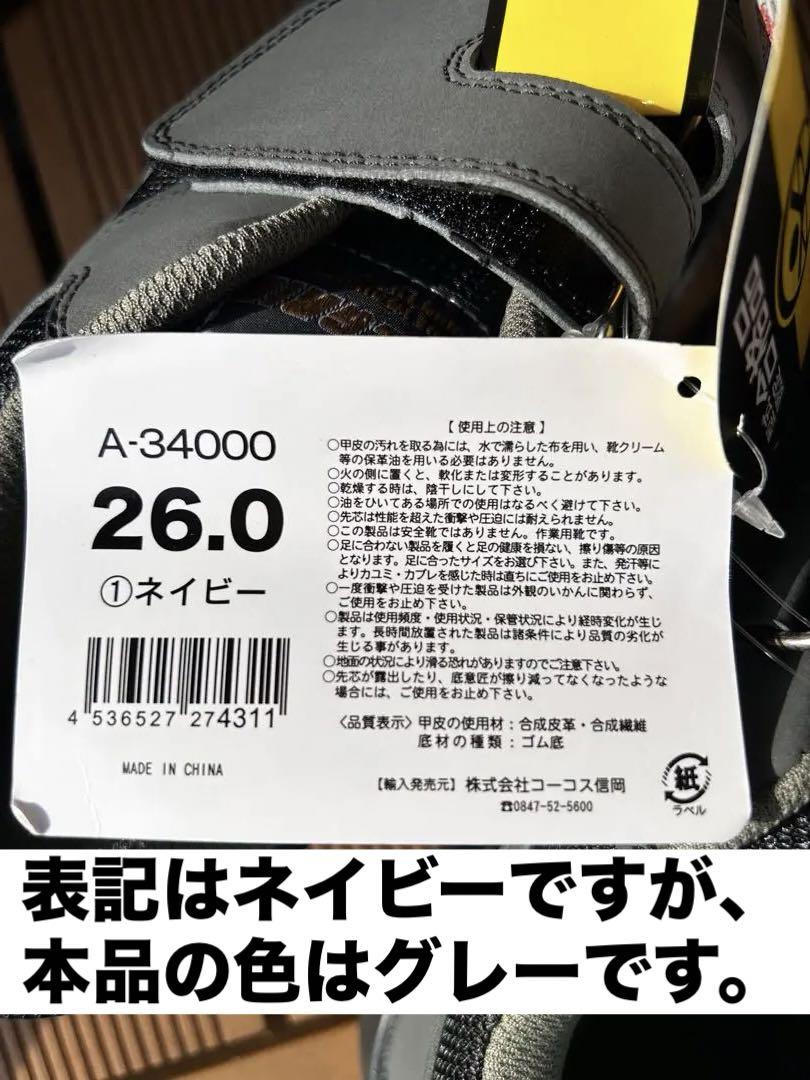 A-34000
26.0
①ネイビー
4 536527 274311
MADE IN CHINA
【使用上の注意】
○甲皮の汚れを取る為には、水で濡らした布を用い、靴クリーム
等の保革油を用いる必要はありません。
○火の側に置くと、軟化または変形することがあります。
○乾燥する時は、陰干しにして下さい。
○油をひいてある場所での使用はなるべく避けて下さい。
○先芯は性能を超えた衝撃や圧迫には耐えられません。
○この製品は安全靴ではありません。作業用靴です。
○足に合わない製品を履くと足の健康を損ない、擦り傷等の原因
となります。足に合ったサイズをお選び下さい。また、発汗等に
よりカユミ・カブレを感じた時は直ちにご使用をお止め下さい。
○一度衝撃や圧迫を受けた製品は外観のいかんに関わらず、
ご使用をお止め下さい。
○製品は使用頻度・使用状況・保管状況により経時変化が生じ
ます。長時間放置された製品は諸条件により品質の劣化が
生じる事があります。
○地面の状況により滑る恐れがありますのでご注意下さい。
○先芯が露出したり、底意匠が擦り減ってなくなったような
場合には、ご使用をお止め下さい。
〈品質表示〉甲皮の使用材：合成皮革・合成繊維
底材の種類：ゴム底
【輸入発売元】株式会社コーコス信岡
☎0847-52-5600
紙
ラベル
表記はネイビーですが、
本品の色はグレーです。